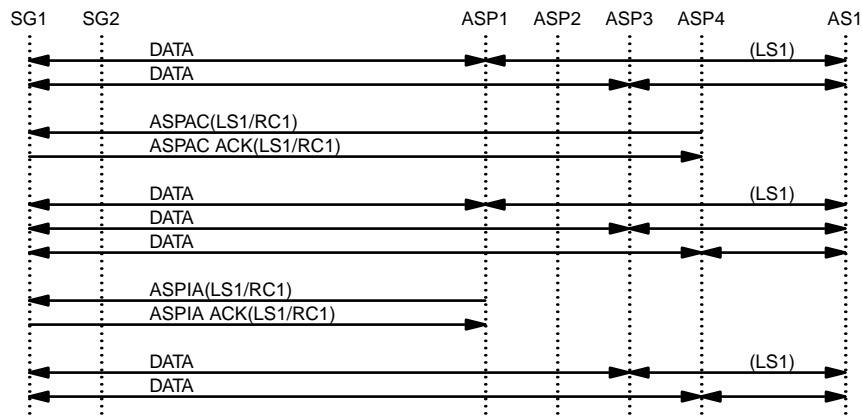 SG1 SG2 ASP1 ASP2 ASP3 ASP4 AS1
DATA (LS1)
DATA
ASPAC(LS1/RC1)
ASPAC ACK(LS1/RC1)
DATA (LS1)
DATA
DATA
ASPIA(LS1/RC1)
ASPIA ACK(LS1/RC1)
DATA (LS1)
DATA